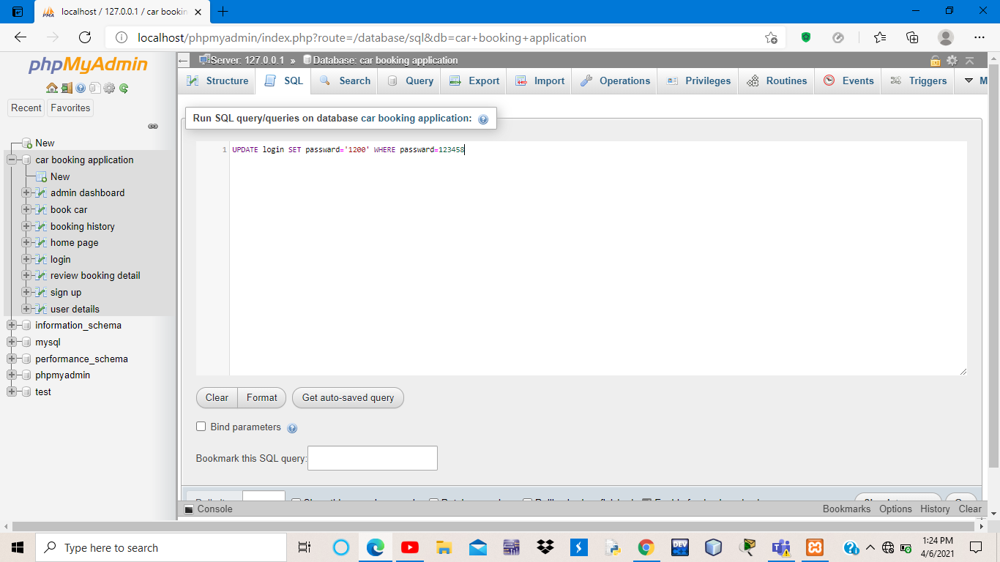 localhost / 127.0.0.1 / car bookin
localhost/phpmyadmin/index.php?route=/database/sql&db=car+booking+application
phpMyAdmin
Recent
Favorites
New
car booking application
New
admin dashboard
book car
booking history
home page
login
review booking detail
sign up
user details
information_schema
mysql
performance_schema
phpmyadmin
test
Server: 127.0.0.1 » Database: car booking application
Structure
SQL
Search
Query
Export
Import
Operations
Privileges
Routines
Events
Triggers
M
Run SQL query/queries on database car booking application:
1 UPDATE login SET passward='1200' WHERE passward=123458
Clear
Format
Get auto-saved query
Bind parameters
Bookmark this SQL query:
Console
Bookmarks Options History Clear
Type here to search
DEV
1:24 PM
4/6/2021